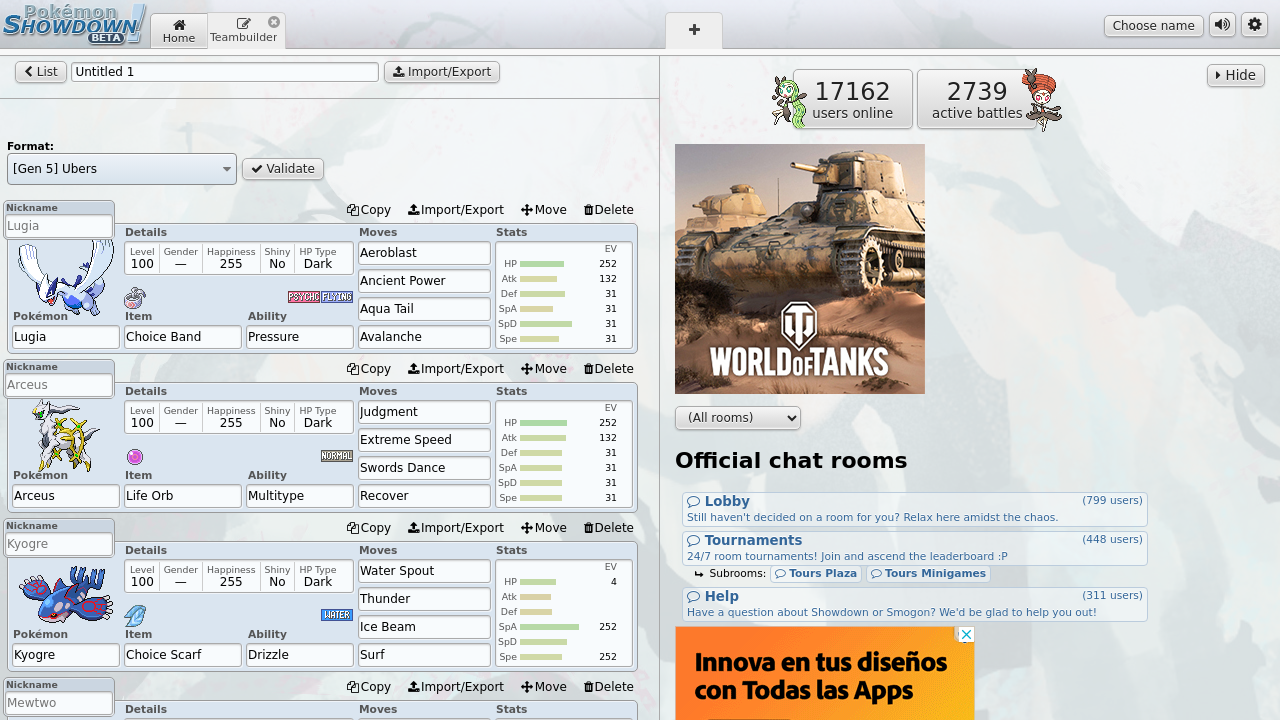 Pokémon
SHOWDOWN!
BETA
Home
Teambuilder
+
Choose name
List
Untitled 1
Import/Export
Format:
[Gen 5] Ubers
Validate
Nickname
Lugia
Copy Import/Export Move Delete
Details
Moves
Stats
Level Gender Happiness Shiny HP Type
100 — 255 No Dark
PSYCHC FLYING
Pokémon Item Ability
Lugia Choice Band Pressure
Aeroblast
Ancient Power
Aqua Tail
Avalanche
EV
HP 252
Atk 132
Def 31
SpA 31
SpD 31
Spe 31
Nickname
Arceus
Copy Import/Export Move Delete
Details
Moves
Stats
Level Gender Happiness Shiny HP Type
100 — 255 No Dark
NORMAL
Pokémon Item Ability
Arceus Life Orb Multitype
Judgment
Extreme Speed
Swords Dance
Recover
EV
HP 252
Atk 132
Def 31
SpA 31
SpD 31
Spe 31
Nickname
Kyogre
Copy Import/Export Move Delete
Details
Moves
Stats
Level Gender Happiness Shiny HP Type
100 — 255 No Dark
WATER
Pokémon Item Ability
Kyogre Choice Scarf Drizzle
Water Spout
Thunder
Ice Beam
Surf
EV
HP 4
Atk
Def
SpA 252
SpD
Spe 252
Nickname
Mewtwo
Copy Import/Export Move Delete
Details
Moves
Stats
17162
users online
2739
active battles
Hide
WORLD OF TANKS
(All rooms)
Official chat rooms
Lobby (799 users)
Still haven't decided on a room for you? Relax here amidst the chaos.
Tournaments (448 users)
24/7 room tournaments! Join and ascend the leaderboard :P
Subrooms: Tours Plaza Tours Minigames
Help (311 users)
Have a question about Showdown or Smogon? We'd be glad to help you out!
Innova en tus diseños
con Todas las Apps